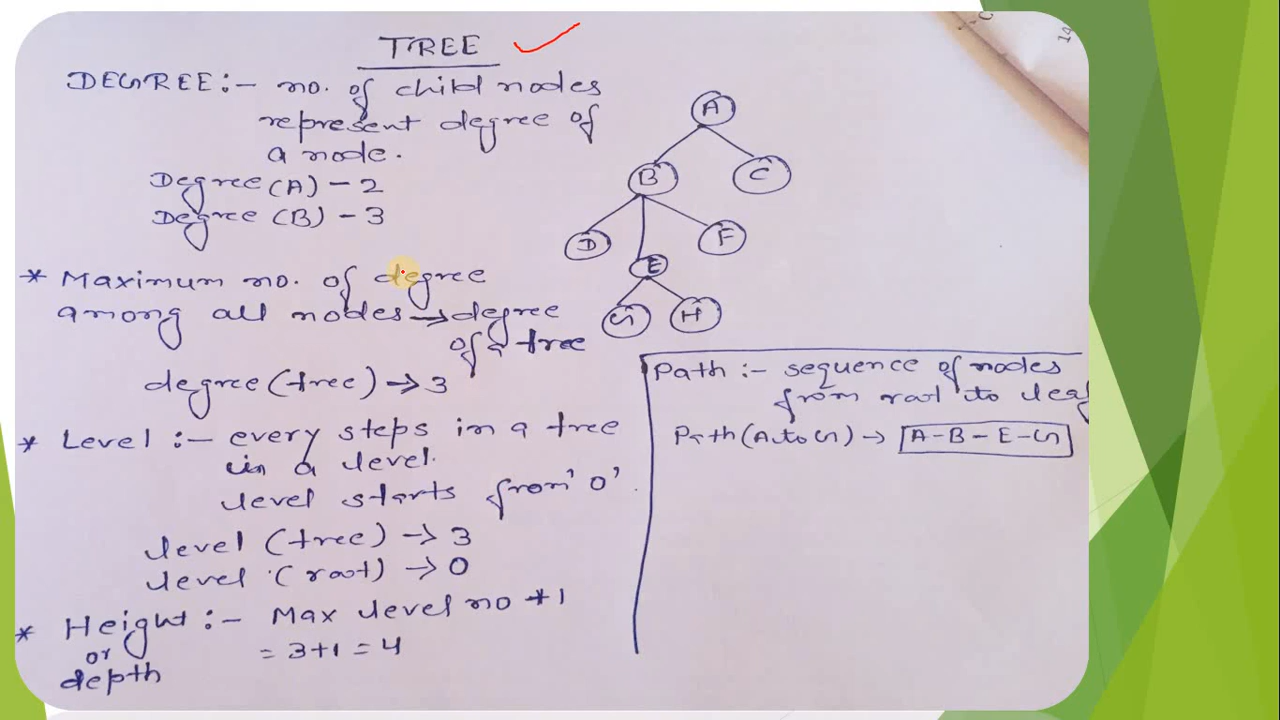 TREE
DEGREE :- no. of child nodes
represent degree of
a node.
Degree (A) - 2
Degree (B) - 3
* Maximum no. of degree
among all nodes → degree
of a tree
degree (tree) → 3
* Level :- every steps in a tree
is a level.
level starts from '0'.
level (tree) → 3
level (root) → 0
* Height :- Max level no + 1
or
depth
= 3+1 = 4
A
B
C
D
E
F
G
H
Path :- sequence of nodes
from root to leaf
Path (A to G) → A-B-E-G
14